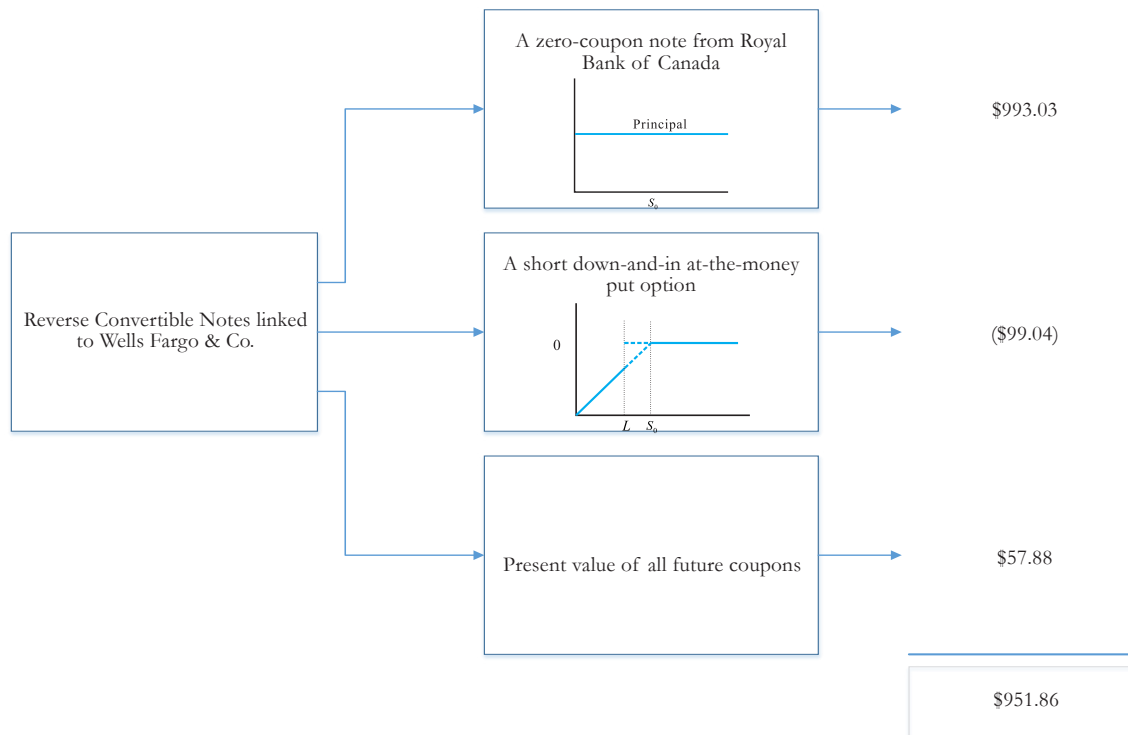 A zero-coupon note from Royal
Bank of Canada
Principal
S₀
$993.03
Reverse Convertible Notes linked
to Wells Fargo & Co.
A short down-and-in at-the-money
put option
0
L S₀
($99.04)
Present value of all future coupons
$57.88
$951.86